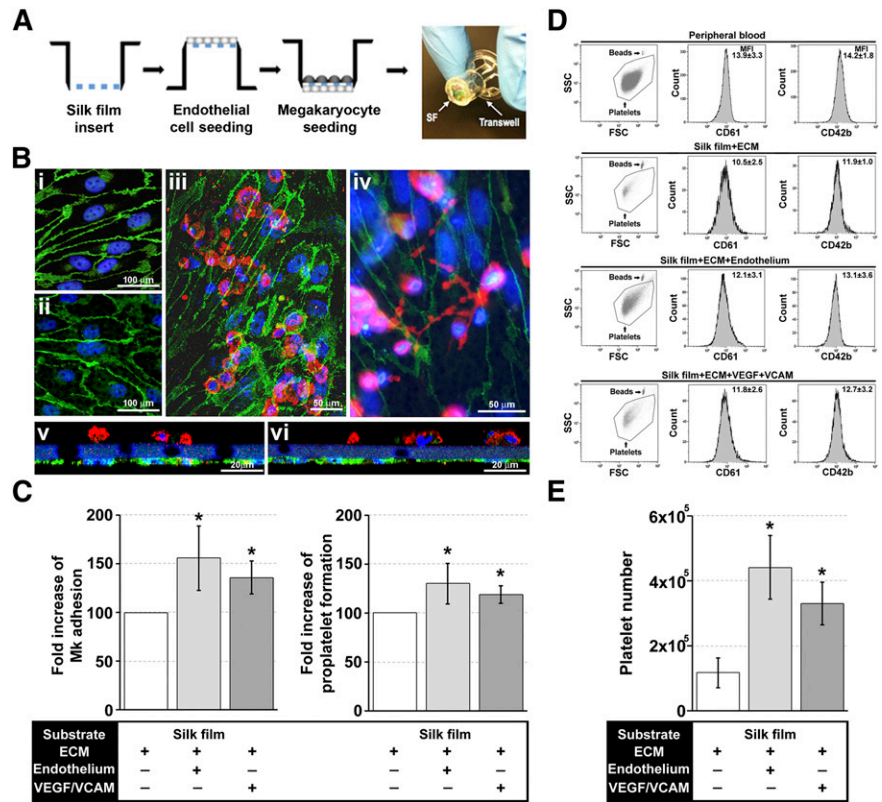 A
Silk film
insert
Endothelial
cell seeding
Megakaryocyte
seeding
SF
Transwell
B
i
100 μm
ii
100 μm
iii
50 μm
iv
50 μm
v
20μm
vi
20 μm
C
Fold increase of
Mk adhesion
200
150
100
50
0
*
*
Fold increase of
proplatelet formation
200
150
100
50
0
*
*
Substrate Silk film Silk film
ECM + + + + + +
Endothelium – + – – + –
VEGF/VCAM – – + – – +
D
Peripheral blood
SSC
Beads
Platelets
FSC
Count
MFI
13.9±3.3
CD61
Count
MFI
14.2±1.8
CD42b
Silk film+ECM
SSC
Beads
Platelets
FSC
Count
10.5±2.5
CD61
Count
11.9±1.0
CD42b
Silk film+ECM+Endothelium
SSC
Beads
Platelets
FSC
Count
12.1±3.1
CD61
Count
13.1±3.6
CD42b
Silk film+ECM+VEGF+VCAM
SSC
Beads
Platelets
FSC
Count
11.8±2.6
CD61
Count
12.7±3.2
CD42b
E
Platelet number
6x10⁵
4x10⁵
2x10⁵
0
*
*
Substrate Silk film
ECM + + +
Endothelium – + –
VEGF/VCAM – – +